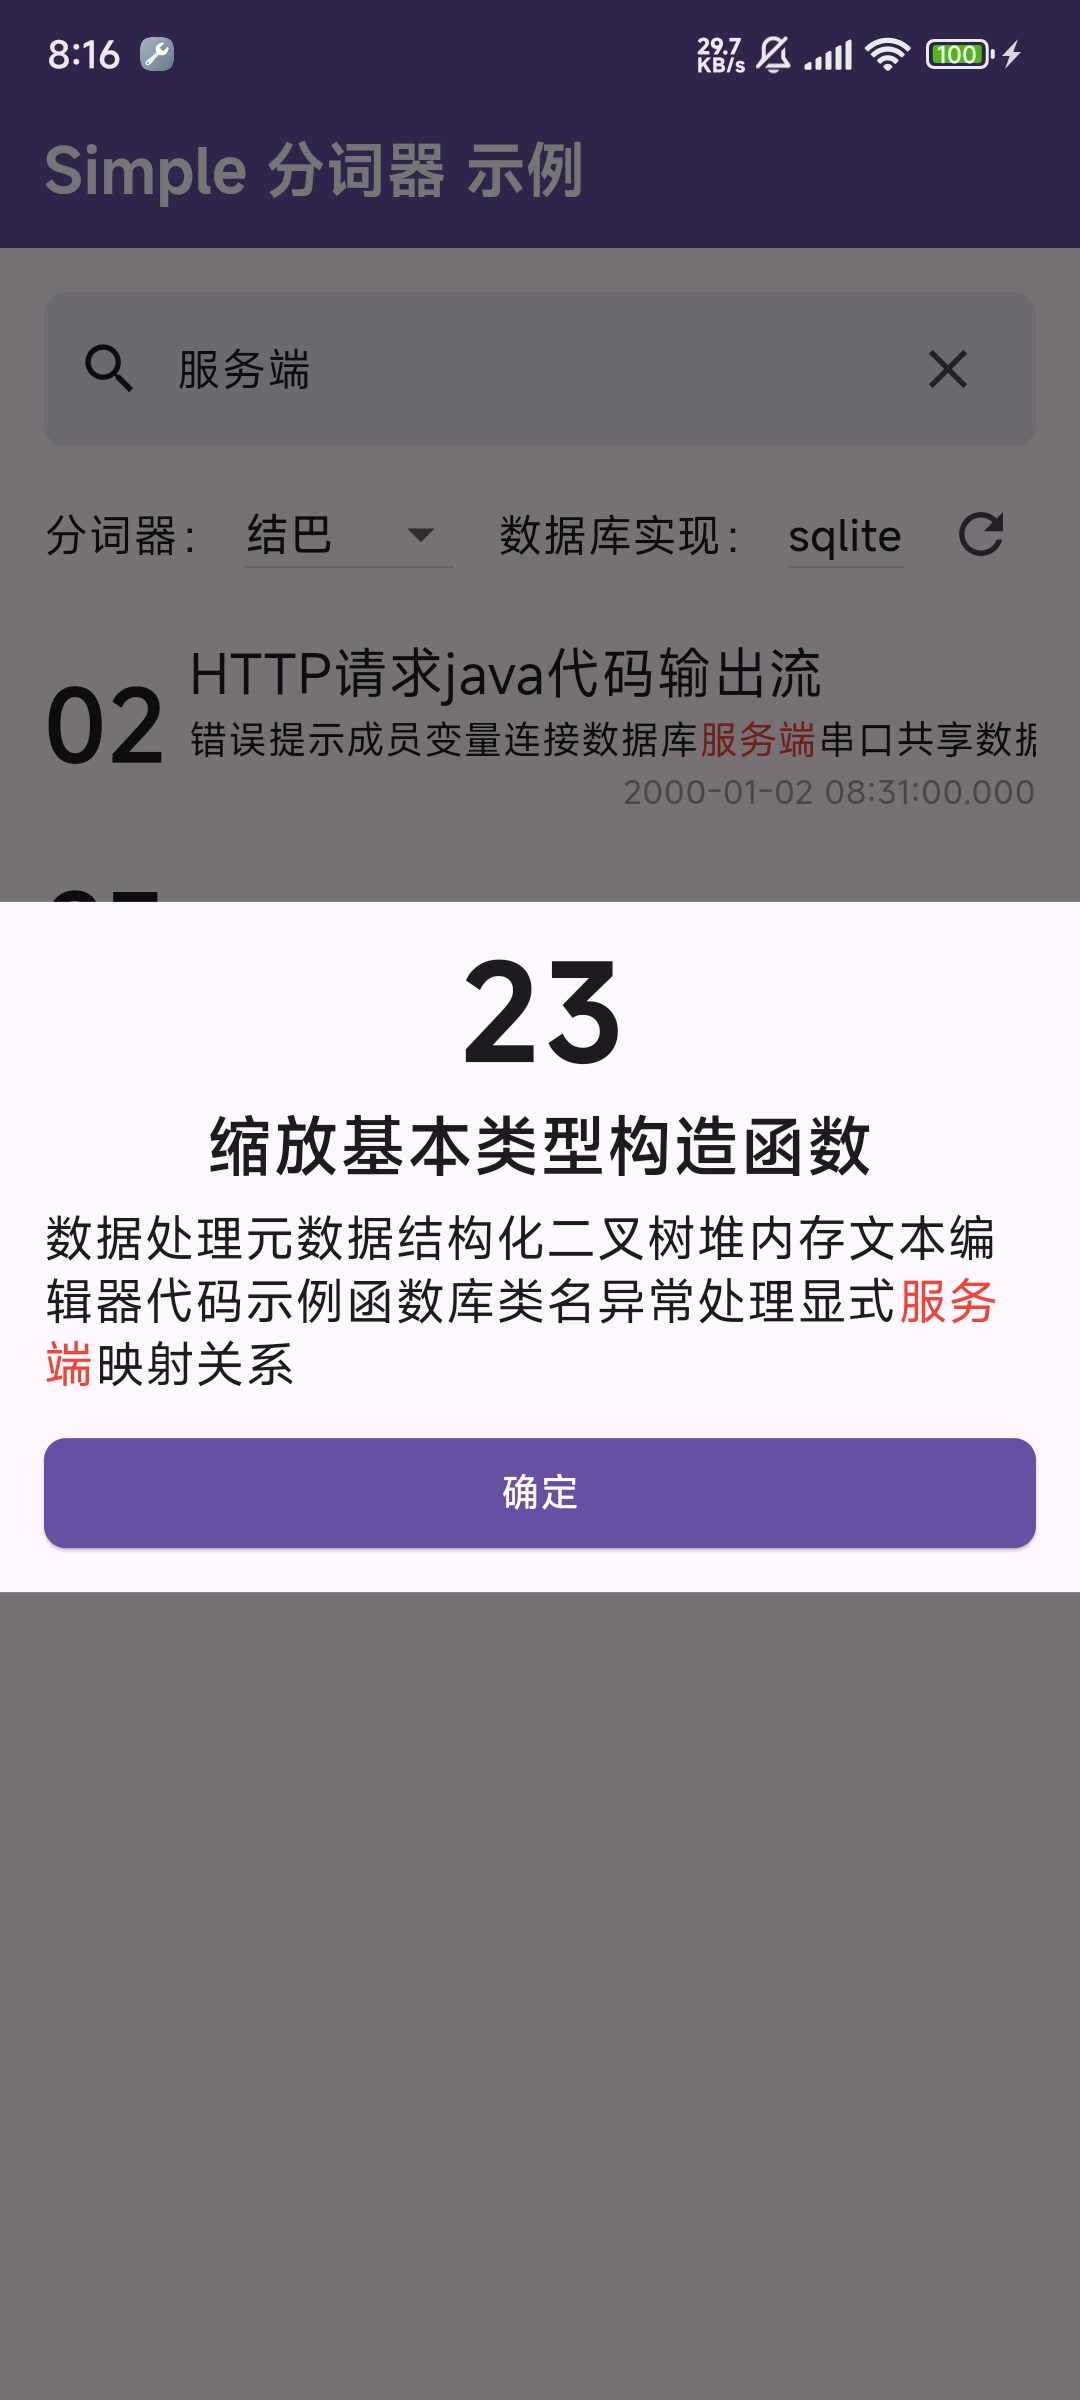 8:16
29.7
KB/s
100
Simple 分词器 示例
服务端
分词器： 结巴 数据库实现： sqlite
02
HTTP请求java代码输出流
错误提示成员变量连接数据库服务端串口共享数据
2000-01-02 08:31:00.000
23
缩放基本类型构造函数
数据处理元数据结构化二叉树堆内存文本编
辑器代码示例函数库类名异常处理显式服务
端映射关系
确定